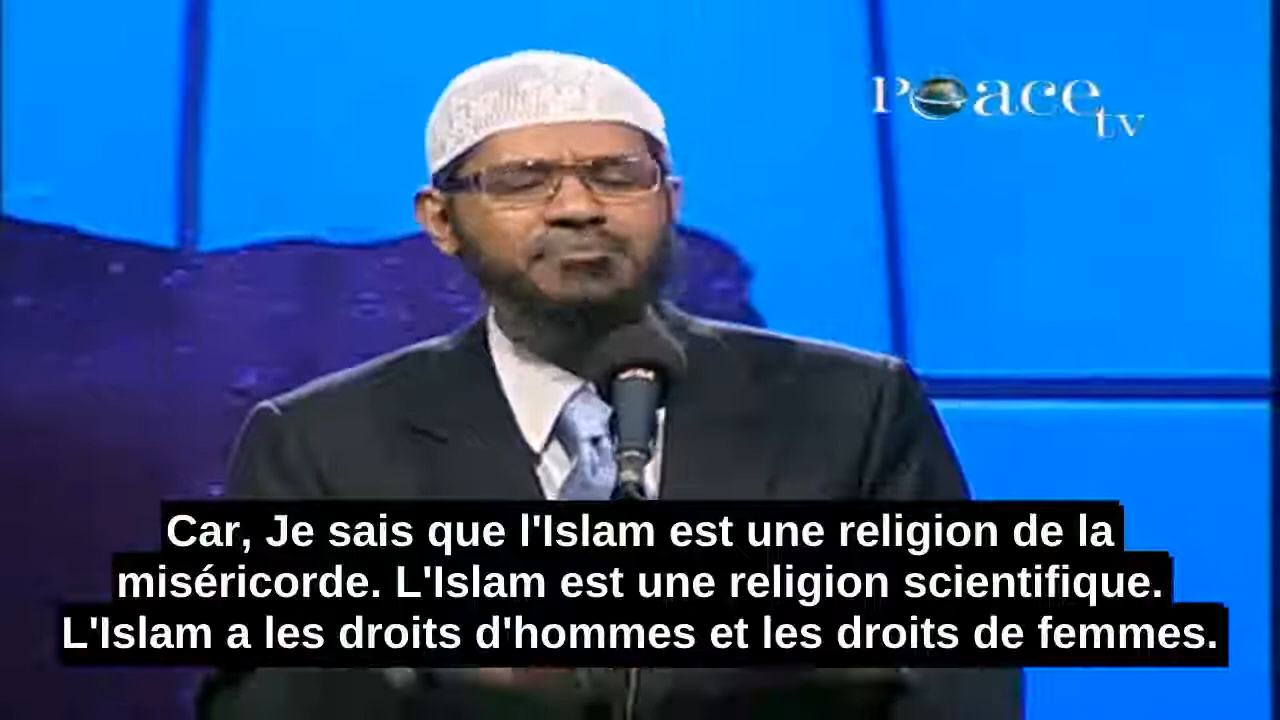 Peace
tv
Car, Je sais que l'Islam est une religion de la
miséricorde. L'Islam est une religion scientifique.
L'Islam a les droits d'hommes et les droits de femmes.